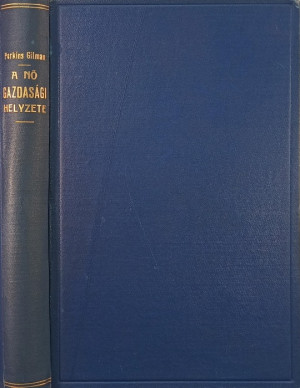 Perkins Gilman
A NŐ
GAZDASÁGI
HELYZETE